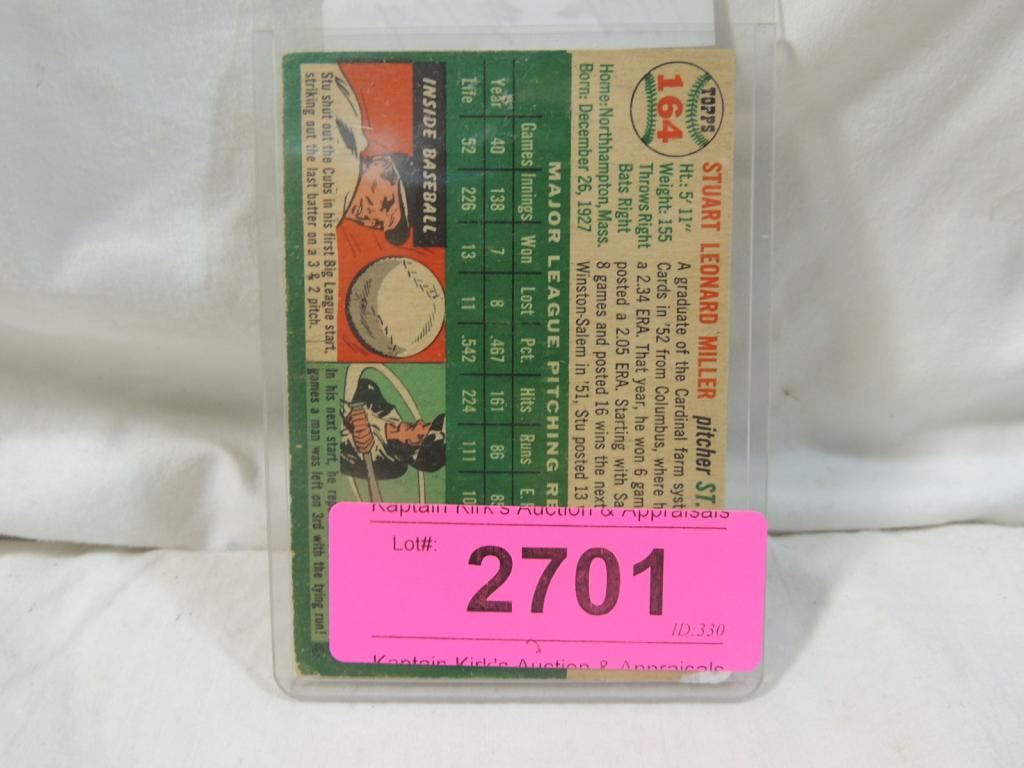 TOPPS
164
STUART LEONARD MILLER pitcher ST.
Ht.: 5' 11"
Weight: 155
Throws Right
Bats Right
Home: Northhampton, Mass.
Born: December 26, 1927
A graduate of the Cardinal farm
Cards in '52 from Columbus, where
a 2.34 ERA. That year, he won 6
posted a 2.05 ERA. Starting with
8 games and posted 16 wins the next
Winston-Salem in '51, Stu posted 13
MAJOR LEAGUE PITCHING
Games Innings Won Lost Pct. Hits Runs
Year 40 138 7 8 .467 161 86
Life 52 226 13 11 .542 224 111
INSIDE BASEBALL
Stu shut out the Cubs in his first Big League start,
striking out the last batter on a 3 & 2 pitch.
In his next start, he
games a man was left on 3rd with the tying run!
Kaptain Kirk's Auction & Appraisals
Lot#:
2701
ID:330
Kaptain Kirk's Auction & Appraisals